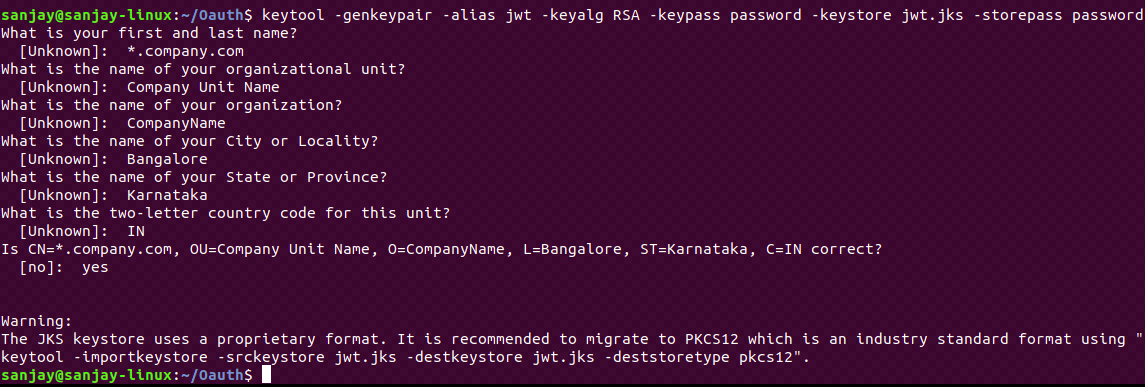 sanjay@sanjay-linux:~/Oauth$ keytool -genkeypair -alias jwt -keyalg RSA -keypass password -keystore jwt.jks -storepass password
What is your first and last name?
  [Unknown]:  *.company.com
What is the name of your organizational unit?
  [Unknown]:  Company Unit Name
What is the name of your organization?
  [Unknown]:  CompanyName
What is the name of your City or Locality?
  [Unknown]:  Bangalore
What is the name of your State or Province?
  [Unknown]:  Karnataka
What is the two-letter country code for this unit?
  [Unknown]:  IN
Is CN=*.company.com, OU=Company Unit Name, O=CompanyName, L=Bangalore, ST=Karnataka, C=IN correct?
  [no]:  yes
Warning:
The JKS keystore uses a proprietary format. It is recommended to migrate to PKCS12 which is an industry standard format using "
keytool -importkeystore -srckeystore jwt.jks -destkeystore jwt.jks -deststoretype pkcs12".
sanjay@sanjay-linux:~/Oauth$